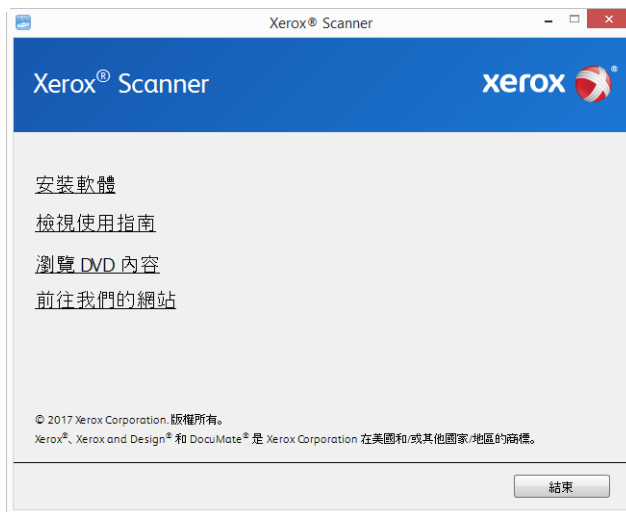 Xerox® Scanner
Xerox® Scanner
xerox®
安裝軟體
檢視使用指南
瀏覽 DVD 內容
前往我們的網站
© 2017 Xerox Corporation. 版權所有。
Xerox®、Xerox and Design® 和 DocuMate® 是 Xerox Corporation 在美國和/或其他國家/地區的商標。
結束